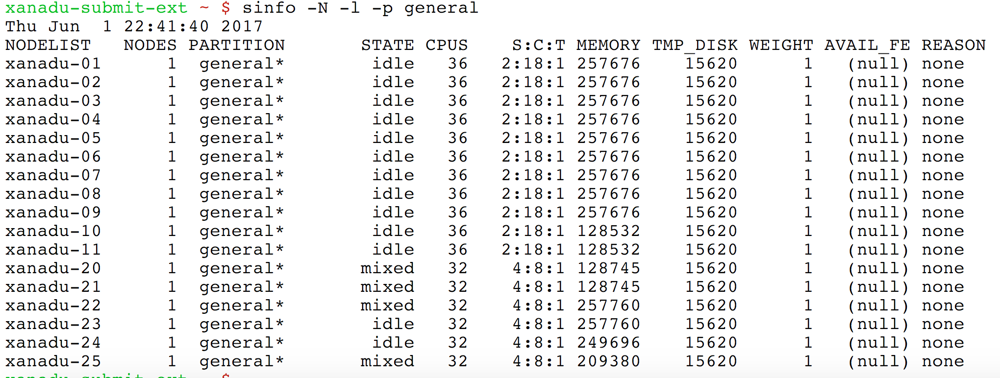 xanadu-submit-ext ~ $ sinfo -N -l -p general
Thu Jun  1 22:41:40 2017
NODELIST   NODES PARTITION       STATE CPUS    S:C:T MEMORY TMP_DISK WEIGHT AVAIL_FE REASON
xanadu-01      1  general*        idle   36   2:18:1 257676    15620      1   (null) none
xanadu-02      1  general*        idle   36   2:18:1 257676    15620      1   (null) none
xanadu-03      1  general*        idle   36   2:18:1 257676    15620      1   (null) none
xanadu-04      1  general*        idle   36   2:18:1 257676    15620      1   (null) none
xanadu-05      1  general*        idle   36   2:18:1 257676    15620      1   (null) none
xanadu-06      1  general*        idle   36   2:18:1 257676    15620      1   (null) none
xanadu-07      1  general*        idle   36   2:18:1 257676    15620      1   (null) none
xanadu-08      1  general*        idle   36   2:18:1 257676    15620      1   (null) none
xanadu-09      1  general*        idle   36   2:18:1 257676    15620      1   (null) none
xanadu-10      1  general*        idle   36   2:18:1 128532    15620      1   (null) none
xanadu-11      1  general*        idle   36   2:18:1 128532    15620      1   (null) none
xanadu-20      1  general*       mixed   32    4:8:1 128745    15620      1   (null) none
xanadu-21      1  general*       mixed   32    4:8:1 128745    15620      1   (null) none
xanadu-22      1  general*       mixed   32    4:8:1 257760    15620      1   (null) none
xanadu-23      1  general*        idle   32    4:8:1 257760    15620      1   (null) none
xanadu-24      1  general*        idle   32    4:8:1 249696    15620      1   (null) none
xanadu-25      1  general*       mixed   32    4:8:1 209380    15620      1   (null) none